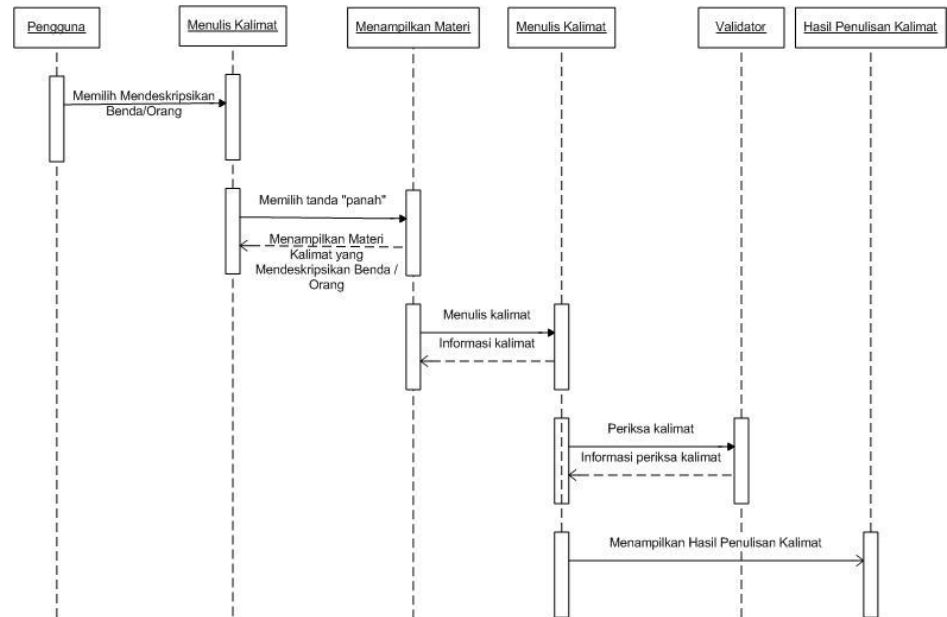 Pengguna
Menulis Kalimat
Menampilkan Materi
Menulis Kalimat
Validator
Hasil Penulisan Kalimat
Memilih Mendeskripsikan
Benda/Orang
Memilih tanda "panah"
Menampilkan Materi
Kalimat yang
Mendeskripsikan Benda /
Orang
Menulis kalimat
Informasi kalimat
Periksa kalimat
Informasi periksa kalimat
Menampilkan Hasil Penulisan Kalimat